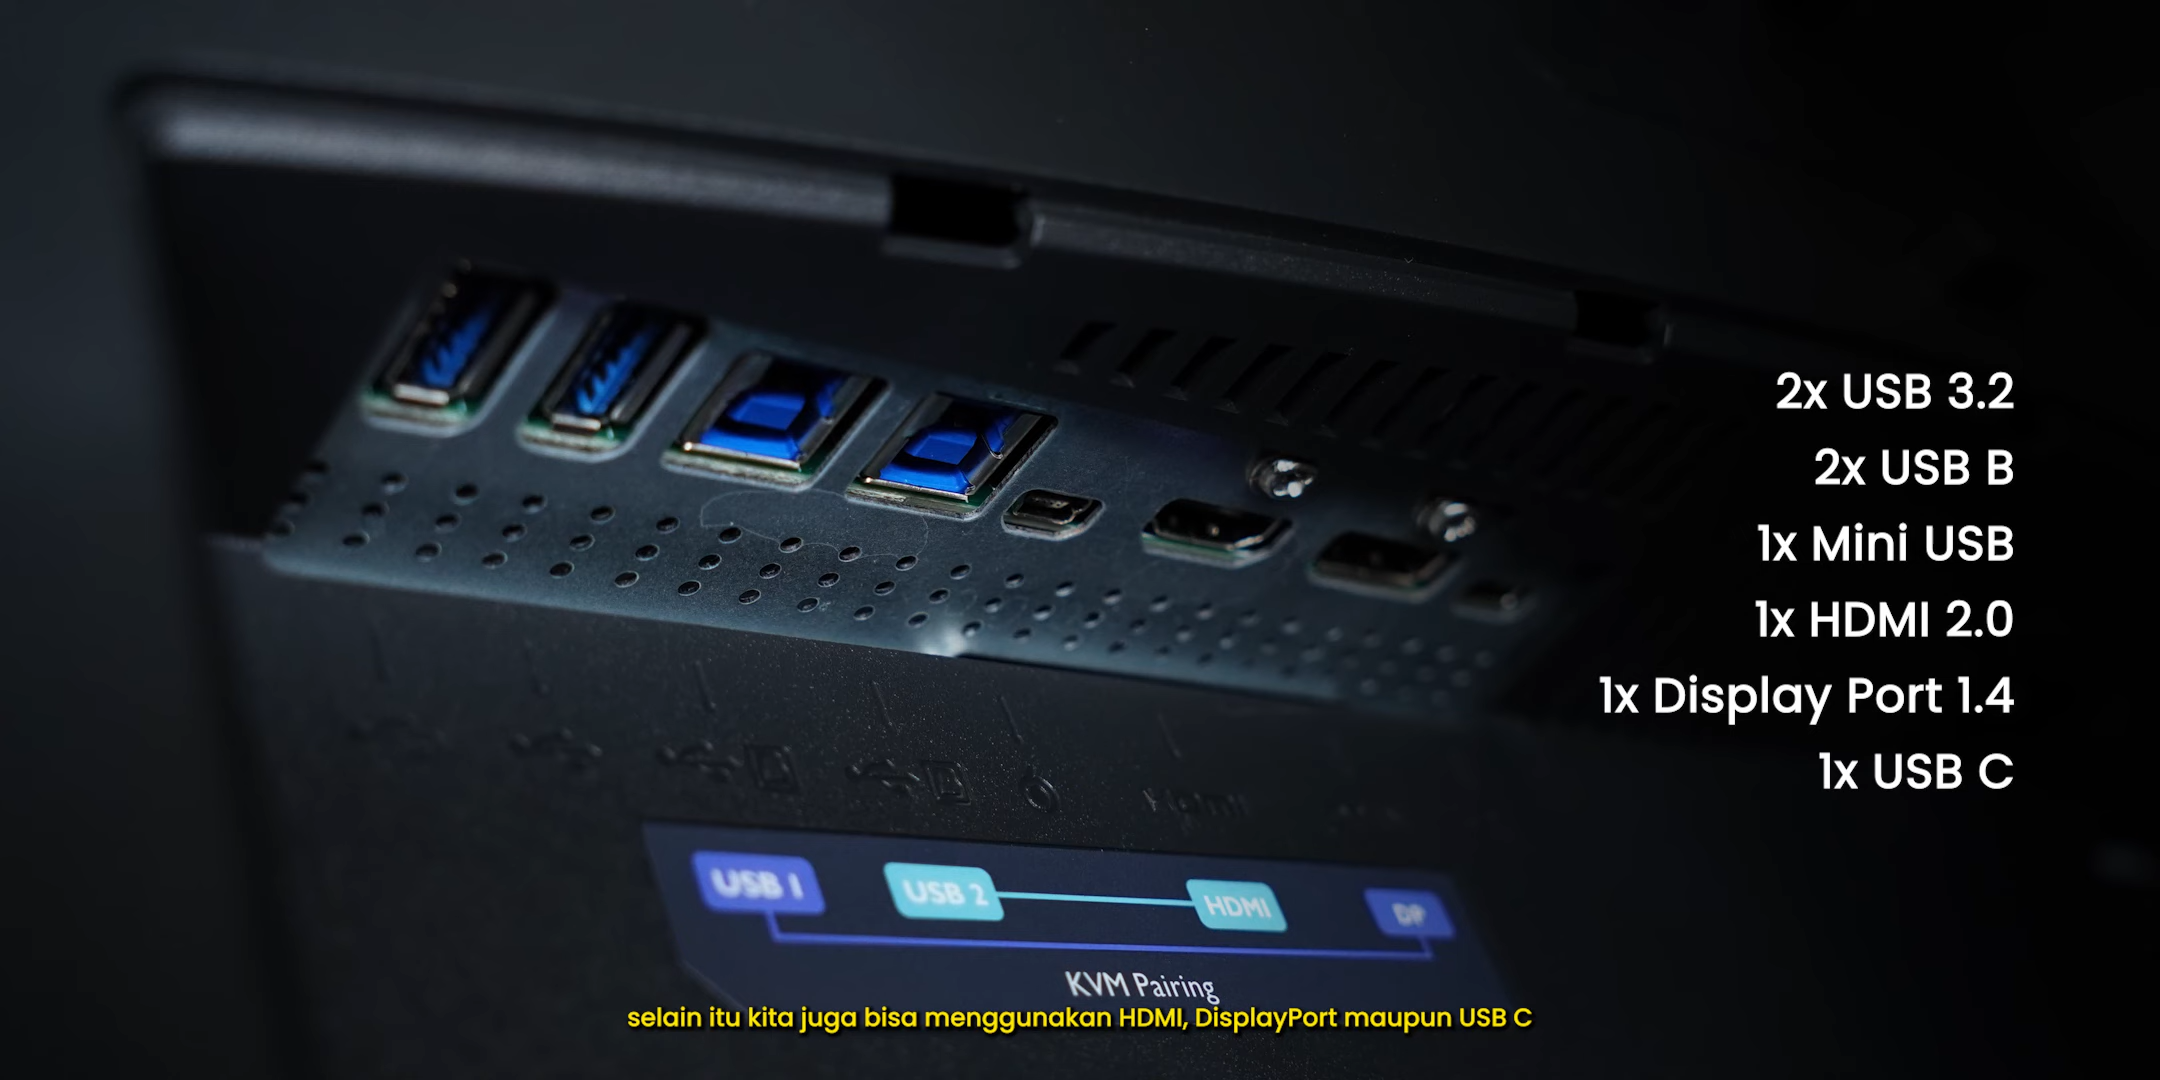 2x USB 3.2
2x USB B
1x Mini USB
1x HDMI 2.0
1x Display Port 1.4
1x USB C
USB 1
USB 2
HDMI
DP
KVM Pairing
selain itu kita juga bisa menggunakan HDMI, DisplayPort maupun USB C